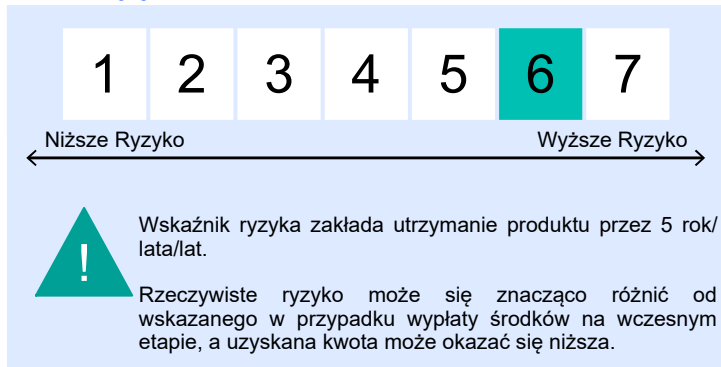 1 2 3 4 5 6 7
Niższe Ryzyko Wyższe Ryzyko
!
Wskaźnik ryzyka zakłada utrzymanie produktu przez 5 rok/
lata/lat.
Rzeczywiste ryzyko może się znacząco różnić od
wskazanego w przypadku wypłaty środków na wczesnym
etapie, a uzyskana kwota może okazać się niższa.